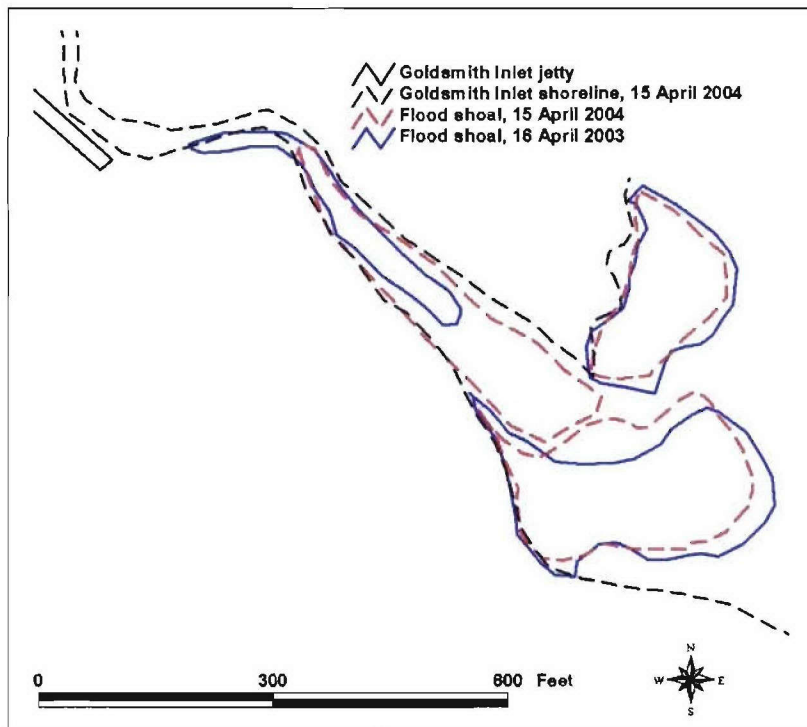 Goldsmith Inlet jetty
Goldsmith Inlet shoreline, 15 April 2004
Flood shoal, 15 April 2004
Flood shoal, 16 April 2003
0 300 600 Feet
N
W E
S